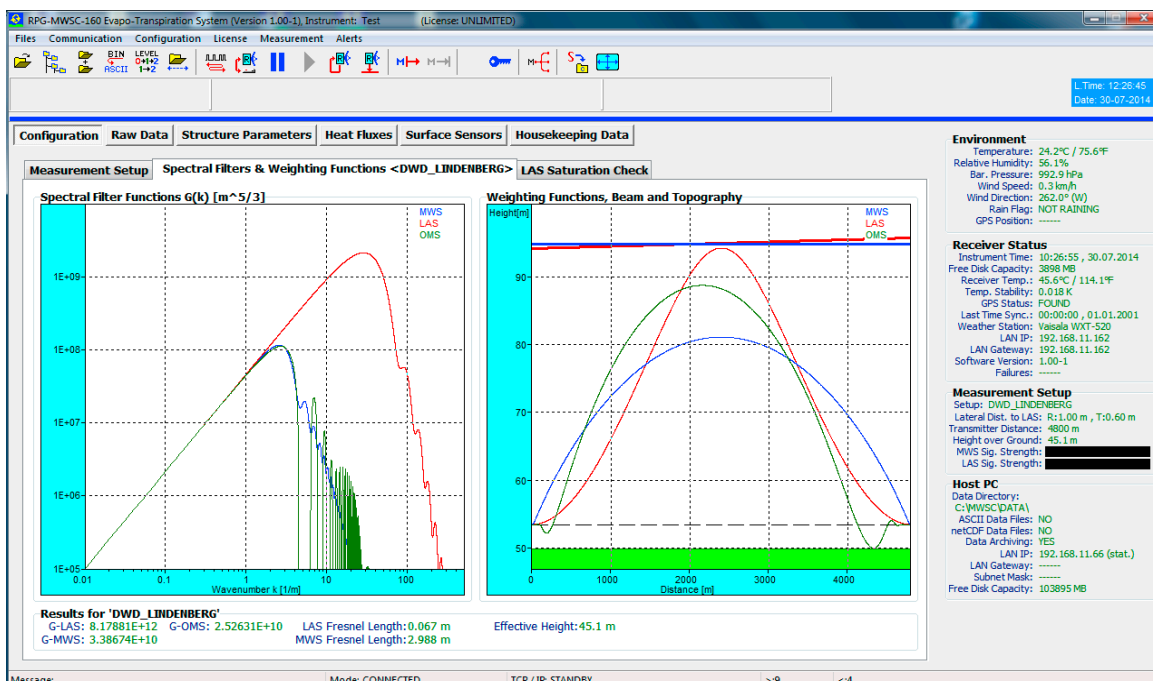 RPG-MWSC-160 Evapo-Transpiration System (Version 1.00-1), Instrument: Test (License: UNLIMITED)
Files Communication Configuration License Measurement Alerts
BIN ASCII
LEVEL 0→1→2 1→2
L.Time: 12:26:45
Date: 30-07-2014
Configuration Raw Data Structure Parameters Heat Fluxes Surface Sensors Housekeeping Data
Measurement Setup Spectral Filters & Weighting Functions <DWD_LINDENBERG> LAS Saturation Check
Spectral Filter Functions G(k) [m^5/3]
MWS
LAS
OMS
1E+09
1E+08
1E+07
1E+06
1E+05
0.01 0.1 1 10 100
Wavenumber k [1/m]
Weighting Functions, Beam and Topography
Height[m]
MWS
LAS
OMS
90
80
70
60
50
0 1000 2000 3000 4000
Distance [m]
Results for 'DWD_LINDENBERG'
G-LAS: 8.17881E+12 G-OMS: 2.52631E+10 LAS Fresnel Length:0.067 m Effective Height:45.1 m
G-MWS: 3.38674E+10 MWS Fresnel Length:2.988 m
Environment
Temperature: 24.2°C / 75.6°F
Relative Humidity: 56.1%
Bar. Pressure: 992.9 hPa
Wind Speed: 0.3 km/h
Wind Direction: 262.0° (W)
Rain Flag: NOT RAINING
GPS Position: ------
Receiver Status
Instrument Time: 10:26:55 , 30.07.2014
Free Disk Capacity: 3898 MB
Receiver Temp.: 45.6°C / 114.1°F
Temp. Stability: 0.018 K
GPS Status: FOUND
Last Time Sync.: 00:00:00 , 01.01.2001
Weather Station: Vaisala WXT-520
LAN IP: 192.168.11.162
LAN Gateway: 192.168.11.162
Software Version: 1.00-1
Failures: ------
Measurement Setup
Setup: DWD_LINDENBERG
Lateral Dist. to LAS: R:1.00 m , T:0.60 m
Transmitter Distance: 4800 m
Height over Ground: 45.1 m
MWS Sig. Strength:
LAS Sig. Strength:
Host PC
Data Directory:
C:\MWSC\DATA\
ASCII Data Files: NO
netCDF Data Files: NO
Data Archiving: YES
LAN IP: 192.168.11.66 (stat.)
LAN Gateway: ------
Subnet Mask: ------
Free Disk Capacity: 103895 MB
Message: Mode: CONNECTED TCP / IP: STANDBY >:9 <:4